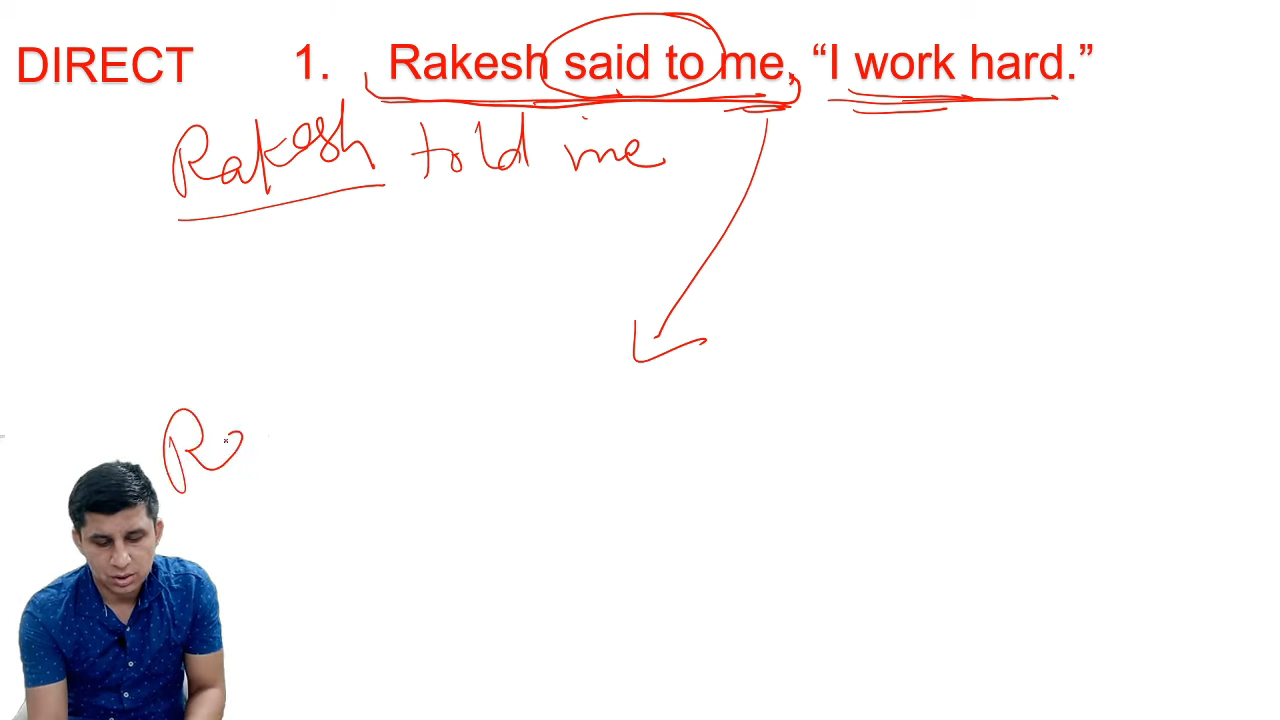 DIRECT 1. Rakesh said to me, “I work hard.”
Rakesh told me
R